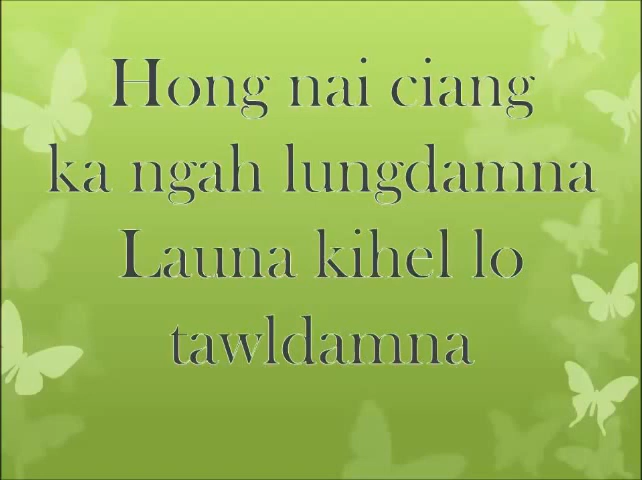 Hong nai ciang
ka ngah lungdamna
Launa kihel lo
tawldamna